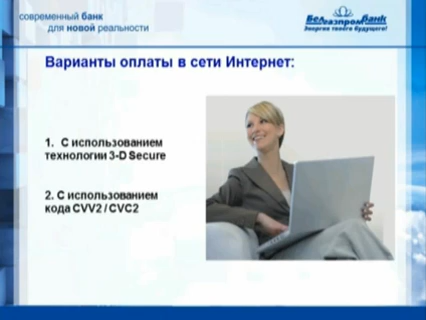 современный банк
для новой реальности
Белгазпромбанк
Энергия твоего будущего!
Варианты оплаты в сети Интернет:
1. С использованием
технологии 3-D Secure
2. С использованием
кода CVV2 / CVC2